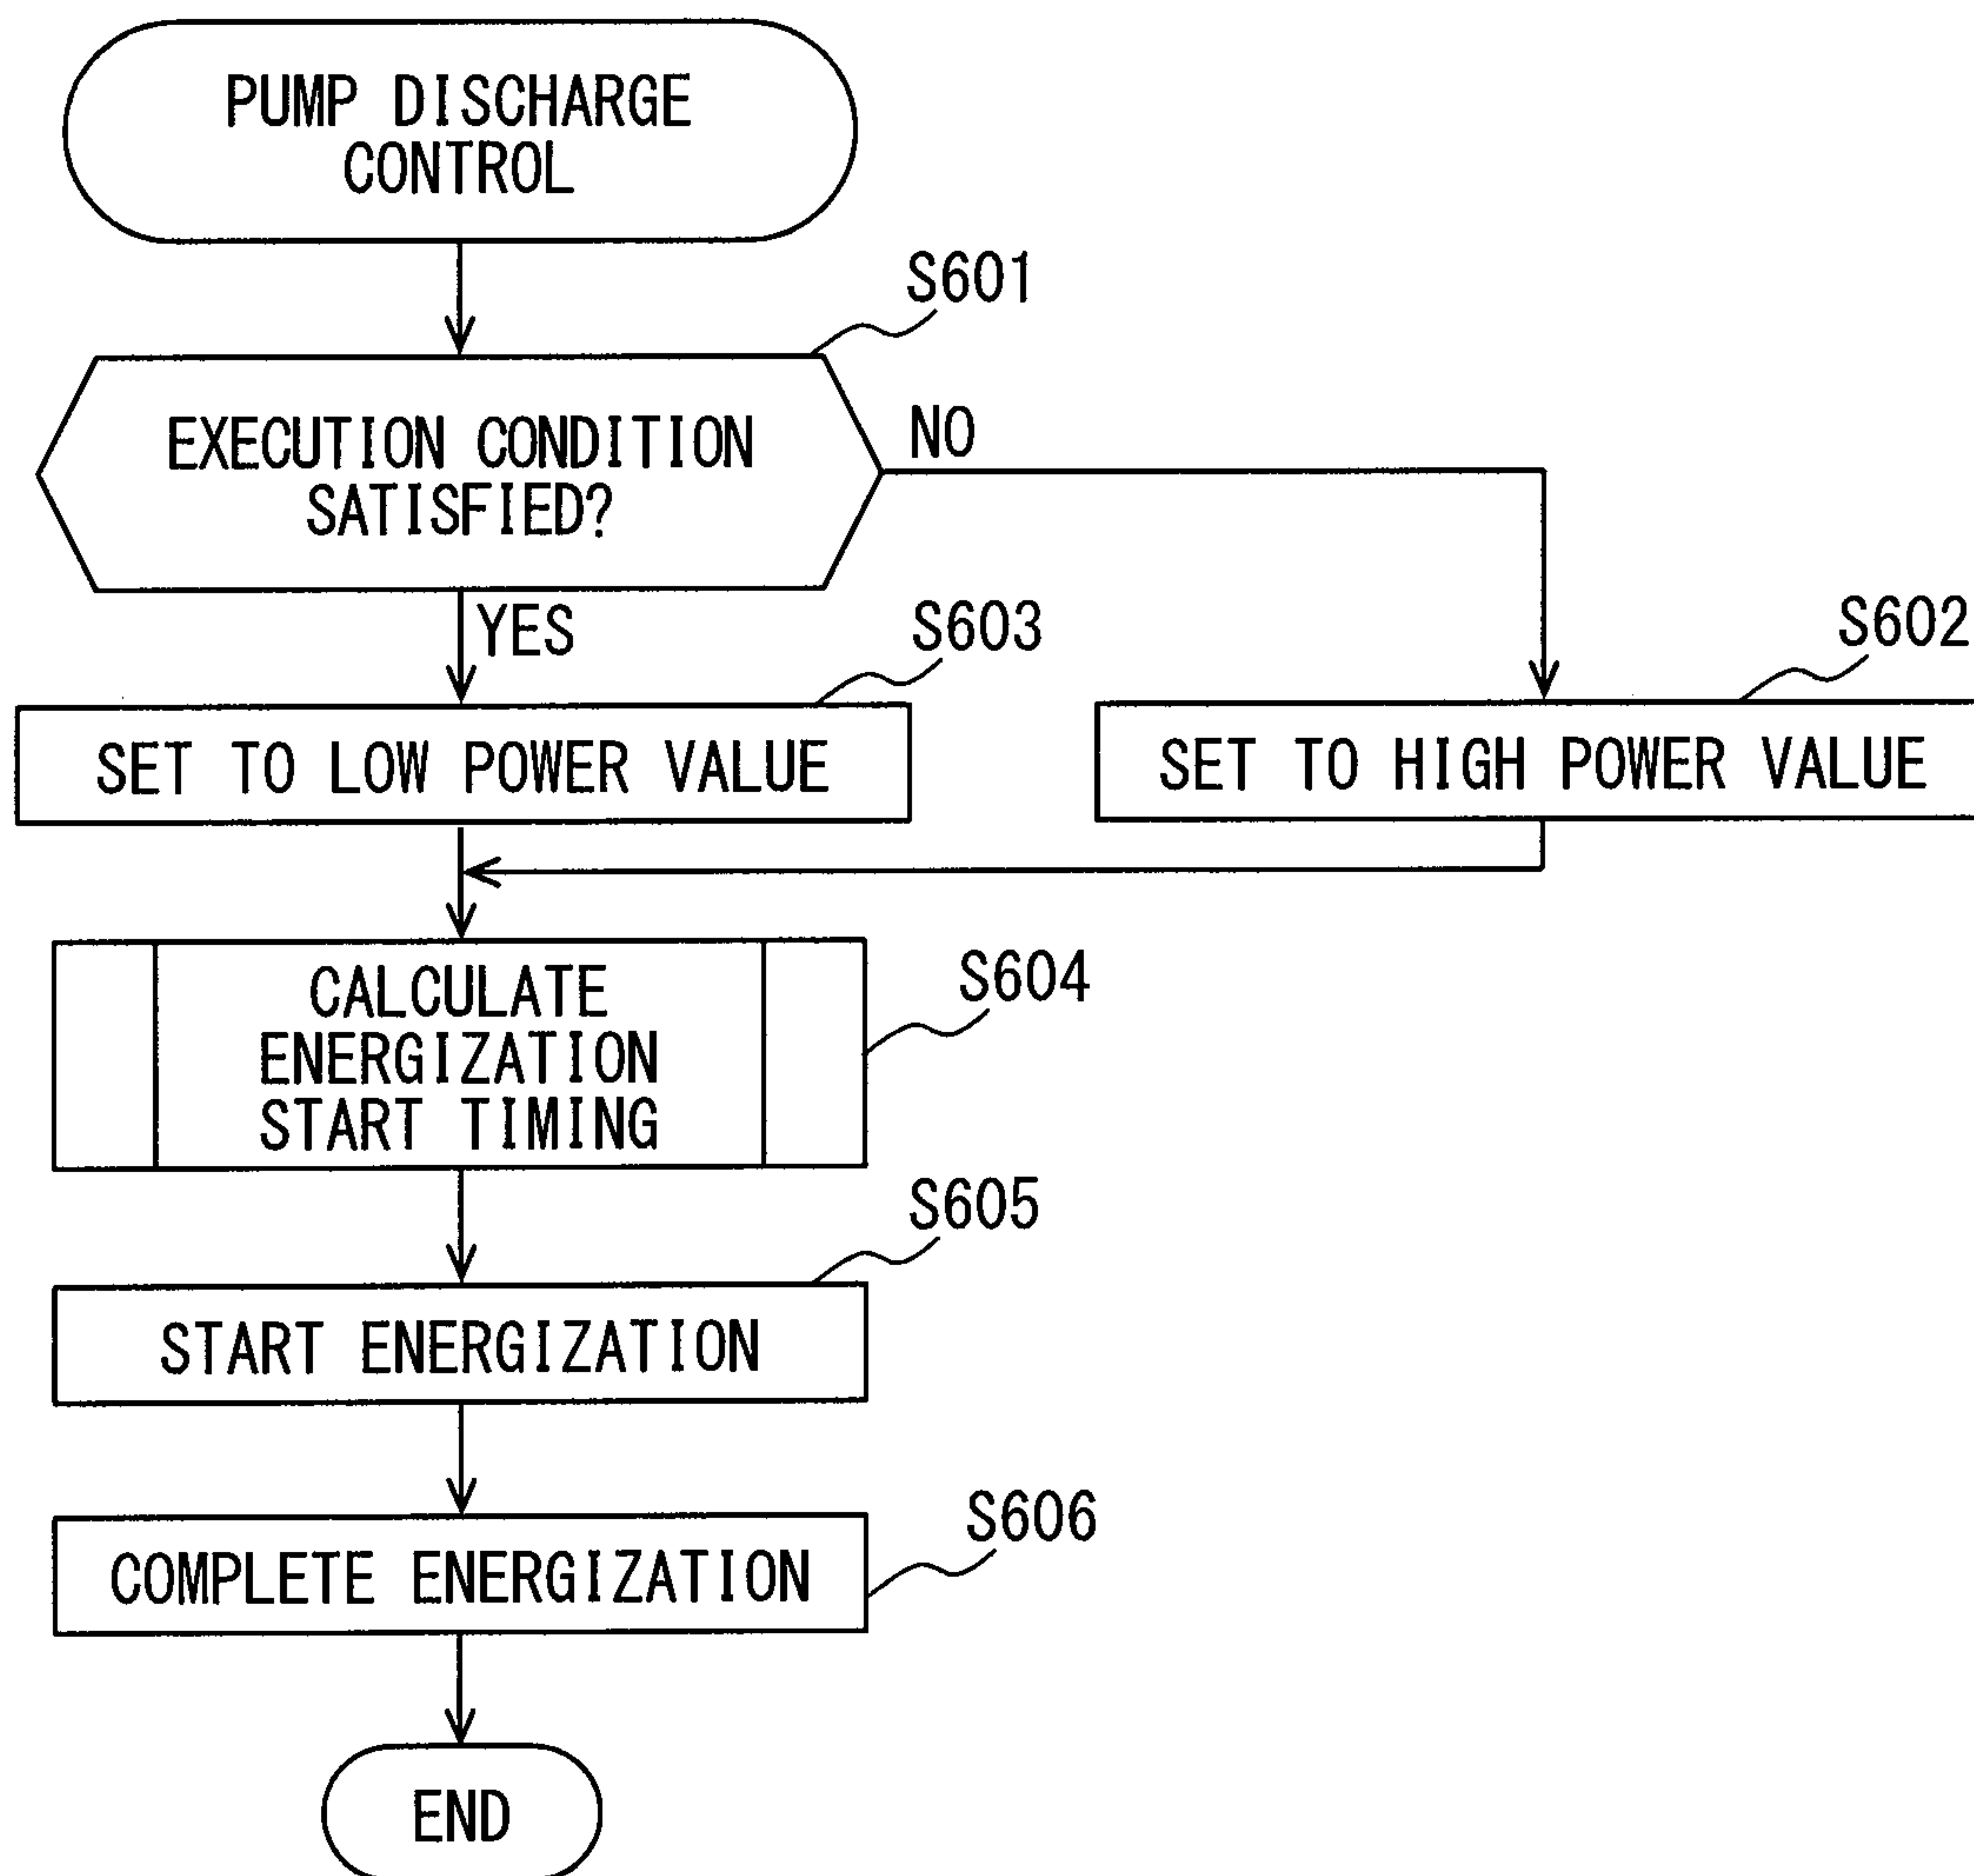 PUMP DISCHARGE
CONTROL
S601
EXECUTION CONDITION
SATISFIED?
NO
YES
S603
S602
SET TO LOW POWER VALUE
SET TO HIGH POWER VALUE
CALCULATE
ENERGIZATION
START TIMING
S604
S605
START ENERGIZATION
S606
COMPLETE ENERGIZATION
END